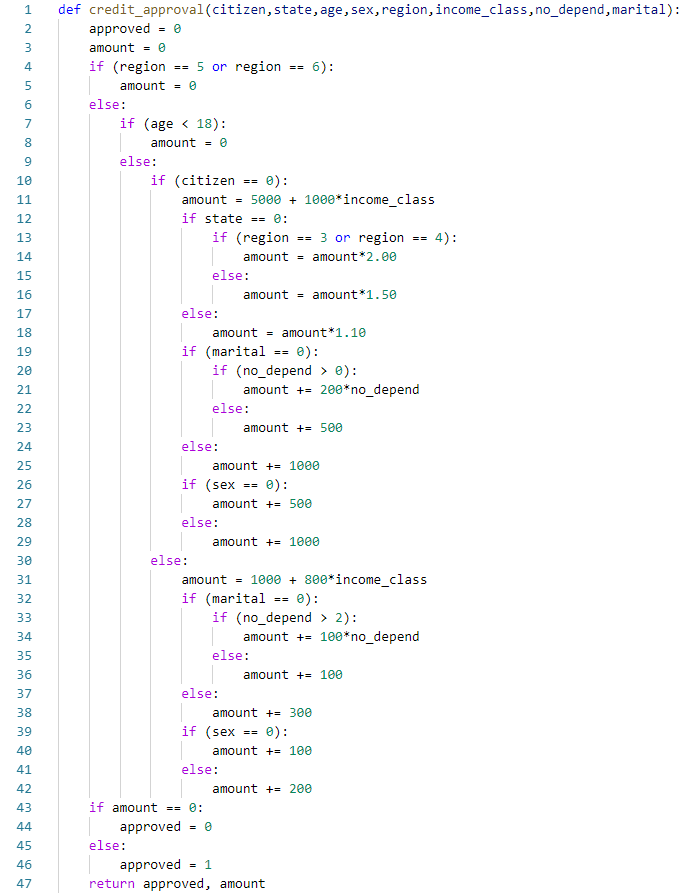 1 def credit_approval(citizen,state,age,sex,region,income_class,no_depend,marital):
2     approved = 0
3     amount = 0
4     if (region == 5 or region == 6):
5         amount = 0
6     else:
7         if (age < 18):
8             amount = 0
9         else:
10             if (citizen == 0):
11                 amount = 5000 + 1000*income_class
12                 if state == 0:
13                     if (region == 3 or region == 4):
14                         amount = amount*2.00
15                     else:
16                         amount = amount*1.50
17                 else:
18                     amount = amount*1.10
19                 if (marital == 0):
20                     if (no_depend > 0):
21                         amount += 200*no_depend
22                     else:
23                         amount += 500
24                 else:
25                     amount += 1000
26                 if (sex == 0):
27                     amount += 500
28                 else:
29                     amount += 1000
30             else:
31                 amount = 1000 + 800*income_class
32                 if (marital == 0):
33                     if (no_depend > 2):
34                         amount += 100*no_depend
35                     else:
36                         amount += 100
37                 else:
38                     amount += 300
39                 if (sex == 0):
40                     amount += 100
41                 else:
42                     amount += 200
43     if amount == 0:
44         approved = 0
45     else:
46         approved = 1
47     return approved, amount